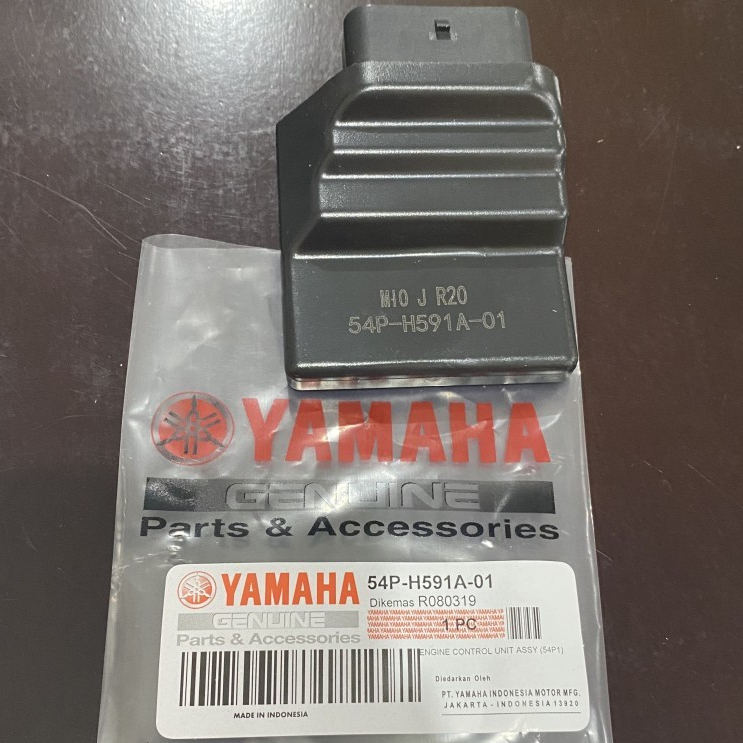 MIO J R20
54P-H591A-01
YAMAHA
GENUINE
Parts & Accessories
YAMAHA
GENUINE
Parts & Accessories
54P-H591A-01
Dikemas R080319
1 PC
ENGINE CONTROL UNIT ASSY (54P1)
Diedarkan Oleh
PT. YAMAHA INDONESIA MOTOR MFG.
JAKARTA - INDONESIA 13920
MADE IN INDONESIA